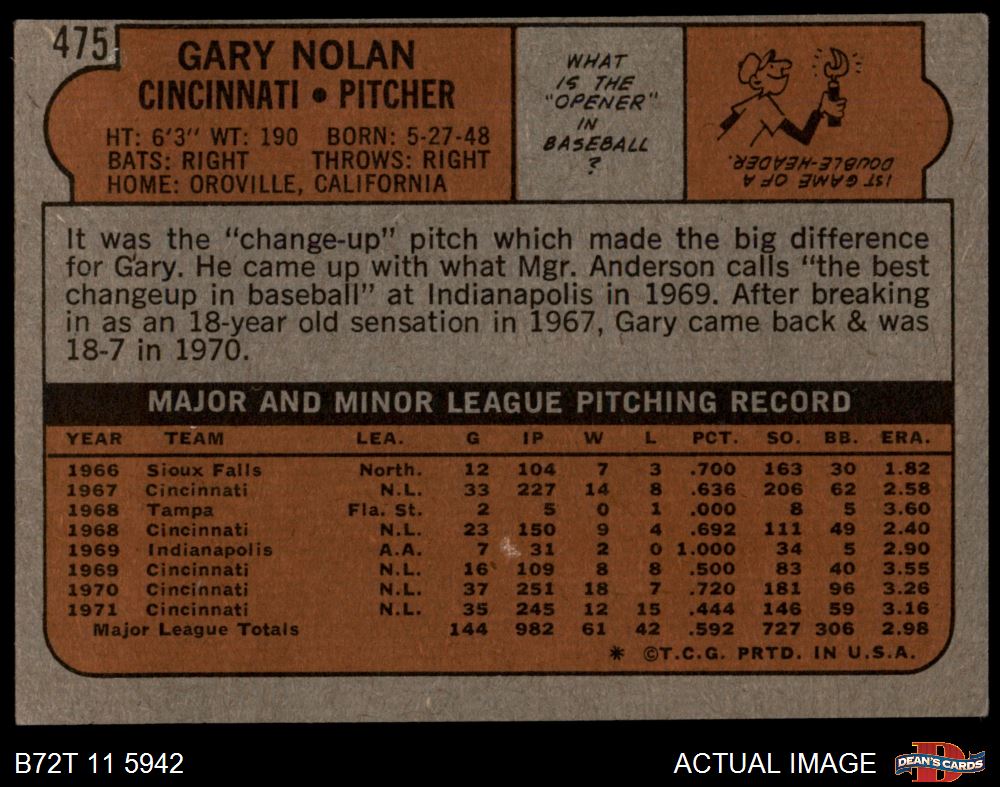 475
GARY NOLAN
CINCINNATI • PITCHER
HT: 6'3" WT: 190 BORN: 5-27-48
BATS: RIGHT THROWS: RIGHT
HOME: OROVILLE, CALIFORNIA
WHAT
IS THE
"OPENER"
IN
BASEBALL
?
1ST GAME OF A
DOUBLE-HEADER.
It was the "change-up" pitch which made the big difference
for Gary. He came up with what Mgr. Anderson calls "the best
changeup in baseball" at Indianapolis in 1969. After breaking
in as an 18-year old sensation in 1967, Gary came back & was
18-7 in 1970.
MAJOR AND MINOR LEAGUE PITCHING RECORD
YEAR TEAM LEA. G IP W L PCT. SO. BB. ERA.
1966 Sioux Falls North. 12 104 7 3 .700 163 30 1.82
1967 Cincinnati N.L. 33 227 14 8 .636 206 62 2.58
1968 Tampa Fla. St. 2 5 0 1 .000 8 5 3.60
1968 Cincinnati N.L. 23 150 9 4 .692 111 49 2.40
1969 Indianapolis A.A. 7 31 2 0 1.000 34 5 2.90
1969 Cincinnati N.L. 16 109 8 8 .500 83 40 3.55
1970 Cincinnati N.L. 37 251 18 7 .720 181 96 3.26
1971 Cincinnati N.L. 35 245 12 15 .444 146 59 3.16
Major League Totals 144 982 61 42 .592 727 306 2.98
* ©T.C.G. PRTD. IN U.S.A.
B72T 11 5942
ACTUAL IMAGE
DEAN'S CARDS